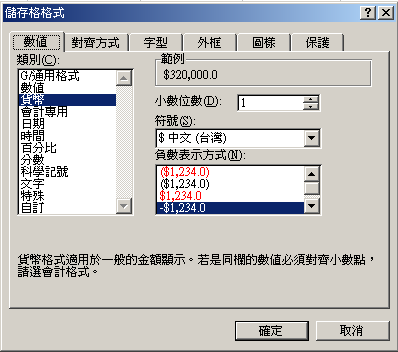 儲存格格式
數值 對齊方式 字型 外框 圖樣 保護
類別(C):
G/通用格式
數值
貨幣
會計專用
日期
時間
百分比
分數
科學記號
文字
特殊
自訂
範例
$320,000.0
小數位數(D): 1
符號(S):
$ 中文 (台灣)
負數表示方式(N):
($1,234.0)
($1,234.0)
$1,234.0
-$1,234.0
貨幣格式適用於一般的金額顯示。若是同欄的數值必須對齊小數點，
請選會計格式。
確定 取消